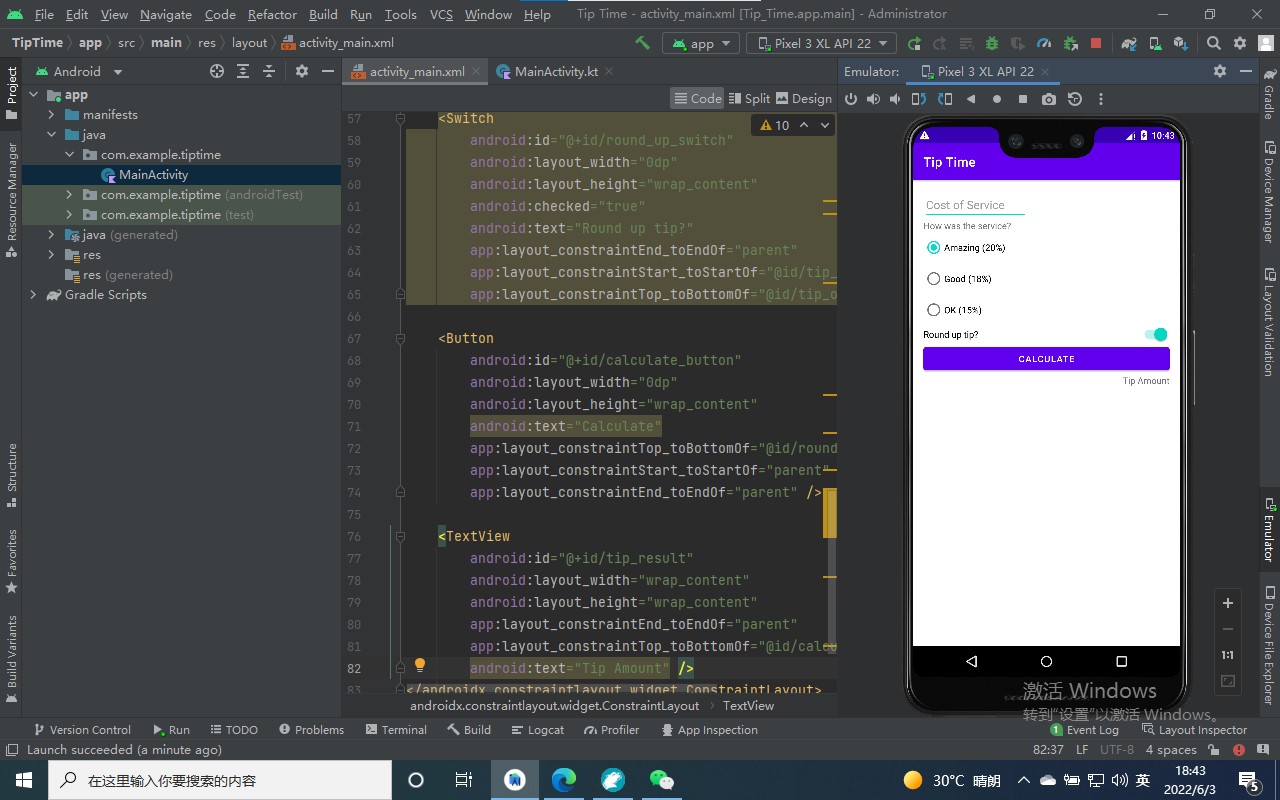 File Edit View Navigate Code Refactor Build Run Tools VCS Window Help Tip Time - activity_main.xml [Tip_Time.app.main] - Administrator
TipTime app src main res layout activity_main.xml app Pixel 3 XL API 22
Project
Resource Manager
Structure
Favorites
Build Variants
Android
app
manifests
java
com.example.tiptime
MainActivity
com.example.tiptime (androidTest)
com.example.tiptime (test)
java (generated)
res
res (generated)
Gradle Scripts
activity_main.xml MainActivity.kt
Code Split Design
10
57 <Switch
58 android:id="@+id/round_up_switch"
59 android:layout_width="0dp"
60 android:layout_height="wrap_content"
61 android:checked="true"
62 android:text="Round up tip?"
63 app:layout_constraintEnd_toEndOf="parent"
64 app:layout_constraintStart_toStartOf="@id/tip_
65 app:layout_constraintTop_toBottomOf="@id/tip_o
66
67 <Button
68 android:id="@+id/calculate_button"
69 android:layout_width="0dp"
70 android:layout_height="wrap_content"
71 android:text="Calculate"
72 app:layout_constraintTop_toBottomOf="@id/round
73 app:layout_constraintStart_toStartOf="parent"
74 app:layout_constraintEnd_toEndOf="parent" />
75
76 <TextView
77 android:id="@+id/tip_result"
78 android:layout_width="wrap_content"
79 android:layout_height="wrap_content"
80 app:layout_constraintEnd_toEndOf="parent"
81 app:layout_constraintTop_toBottomOf="@id/calcu
82 android:text="Tip Amount" />
83 </androidx.constraintlayout.widget.ConstraintLayout>
androidx.constraintlayout.widget.ConstraintLayout TextView
Emulator: Pixel 3 XL API 22
10:43
Tip Time
Cost of Service
How was the service?
Amazing (20%)
Good (18%)
OK (15%)
Round up tip?
CALCULATE
Tip Amount
1:1
激活 Windows
转到“设置”以激活 Windows。
Gradle
Device Manager
Layout Validation
Emulator
Device File Explorer
Version Control Run TODO Problems Terminal Build Logcat Profiler App Inspection 1 Event Log Layout Inspector
Launch succeeded (a minute ago) 82:37 LF UTF-8 4 spaces
在这里输入你要搜索的内容 30°C 晴朗 英 18:43
2022/6/3 5